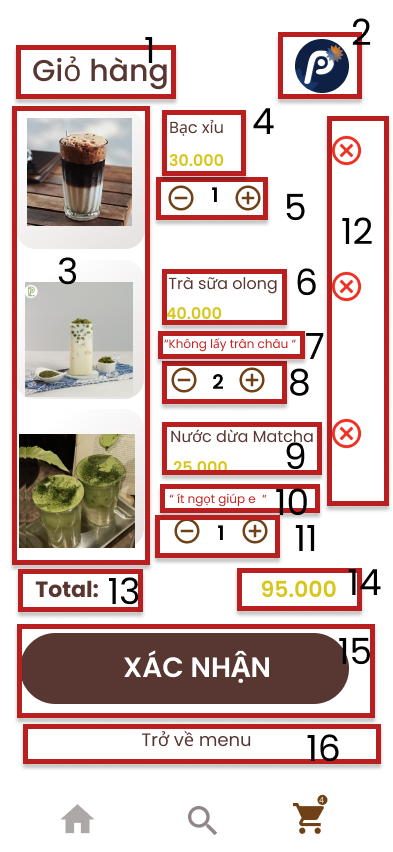 1
Giỏ hàng
2
P
Bạc xỉu
4
30.000
1
5
3
12
Trà sữa olong
6
40.000
"Không lấy trân châu "
7
2
8
Nước dừa Matcha
25.000
9
" ít ngọt giúp e "
10
1
11
Total:
13
95.000
14
XÁC NHẬN
15
Trở về menu
16
4